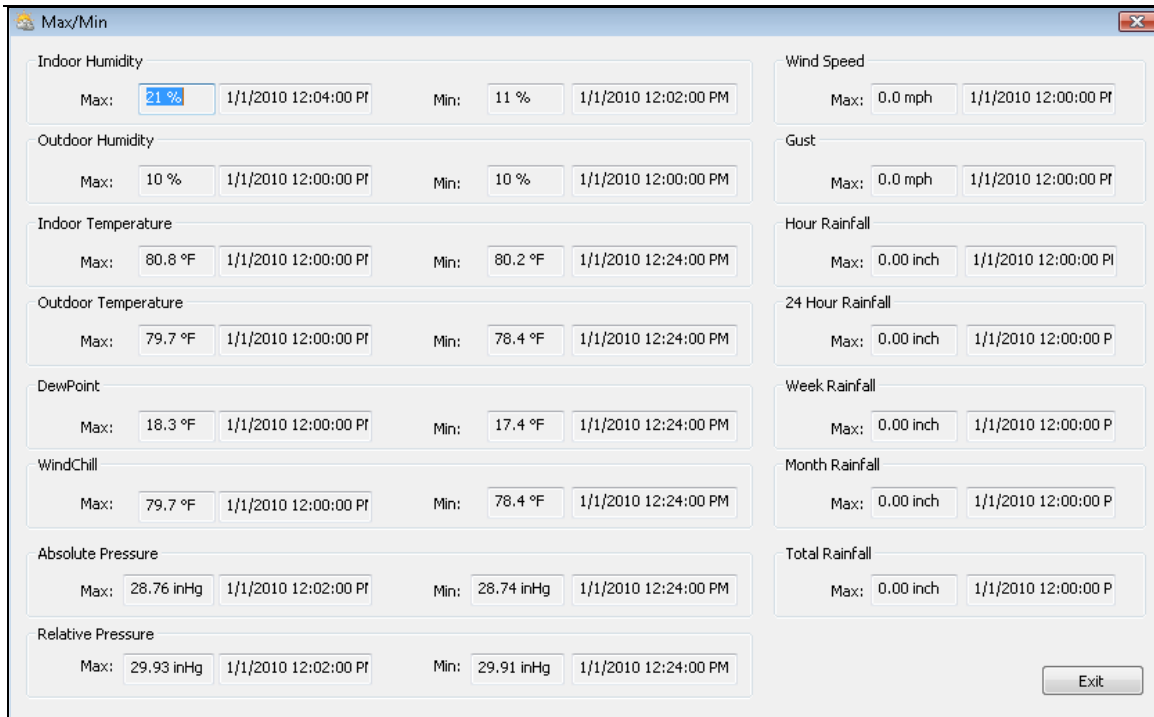 Max/Min
Indoor Humidity
Max: 21 % 1/1/2010 12:04:00 PM Min: 11 % 1/1/2010 12:02:00 PM
Wind Speed
Max: 0.0 mph 1/1/2010 12:00:00 PM
Outdoor Humidity
Max: 10 % 1/1/2010 12:00:00 PM Min: 10 % 1/1/2010 12:00:00 PM
Gust
Max: 0.0 mph 1/1/2010 12:00:00 PM
Indoor Temperature
Max: 80.8 °F 1/1/2010 12:00:00 PM Min: 80.2 °F 1/1/2010 12:24:00 PM
Hour Rainfall
Max: 0.00 inch 1/1/2010 12:00:00 PM
Outdoor Temperature
Max: 79.7 °F 1/1/2010 12:00:00 PM Min: 78.4 °F 1/1/2010 12:24:00 PM
24 Hour Rainfall
Max: 0.00 inch 1/1/2010 12:00:00 P
DewPoint
Max: 18.3 °F 1/1/2010 12:00:00 PM Min: 17.4 °F 1/1/2010 12:24:00 PM
Week Rainfall
Max: 0.00 inch 1/1/2010 12:00:00 P
WindChill
Max: 79.7 °F 1/1/2010 12:00:00 PM Min: 78.4 °F 1/1/2010 12:24:00 PM
Month Rainfall
Max: 0.00 inch 1/1/2010 12:00:00 P
Absolute Pressure
Max: 28.76 inHg 1/1/2010 12:02:00 PM Min: 28.74 inHg 1/1/2010 12:24:00 PM
Total Rainfall
Max: 0.00 inch 1/1/2010 12:00:00 P
Relative Pressure
Max: 29.93 inHg 1/1/2010 12:02:00 PM Min: 29.91 inHg 1/1/2010 12:24:00 PM
Exit